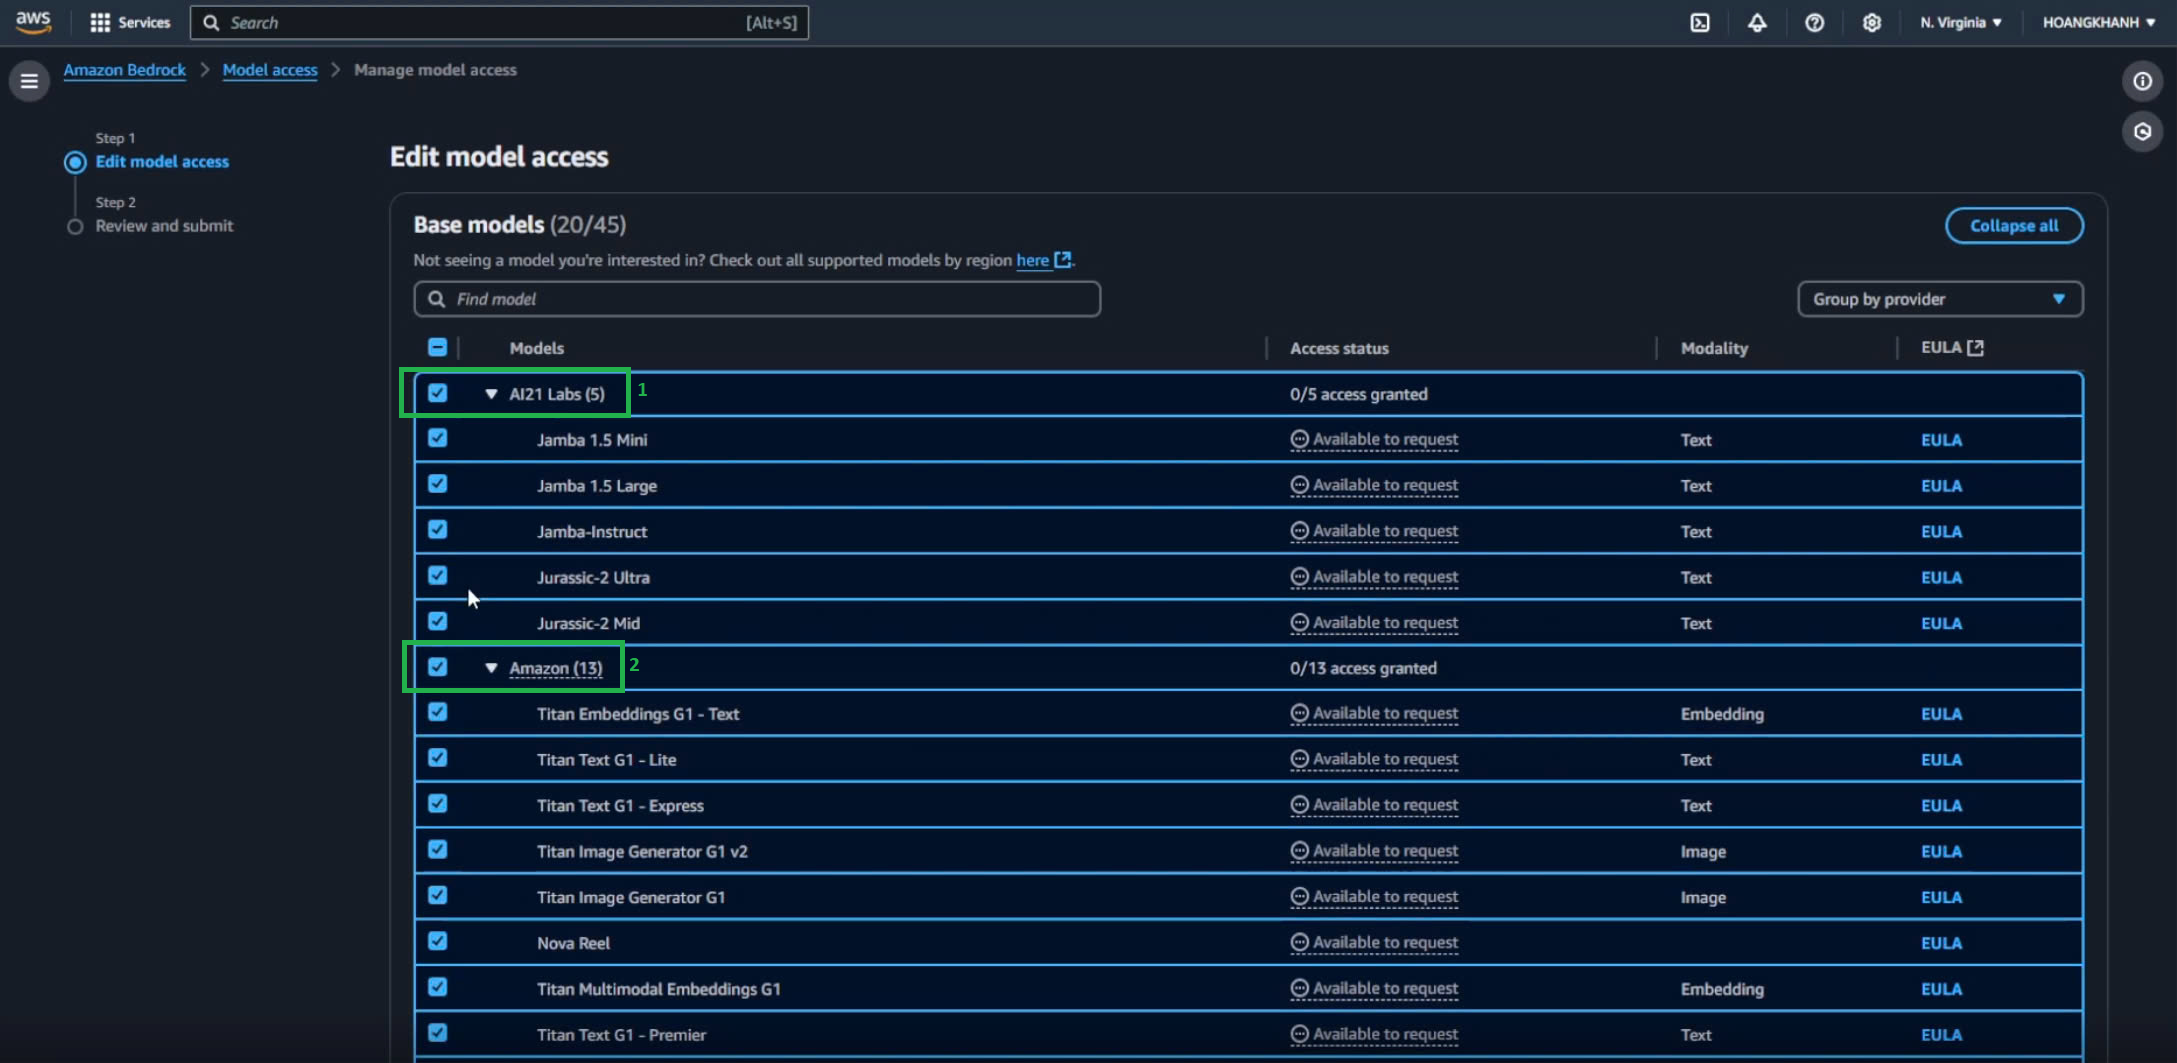 aws Services Search [Alt+S] N. Virginia HOANGKHANH
Amazon Bedrock Model access Manage model access
Step 1
Edit model access
Step 2
Review and submit
Edit model access
Base models (20/45)
Collapse all
Not seeing a model you're interested in? Check out all supported models by region here.
Find model
Group by provider
Models Access status Modality EULA
AI21 Labs (5) 1 0/5 access granted
Jamba 1.5 Mini Available to request Text EULA
Jamba 1.5 Large Available to request Text EULA
Jamba-Instruct Available to request Text EULA
Jurassic-2 Ultra Available to request Text EULA
Jurassic-2 Mid Available to request Text EULA
Amazon (13) 2 0/13 access granted
Titan Embeddings G1 - Text Available to request Embedding EULA
Titan Text G1 - Lite Available to request Text EULA
Titan Text G1 - Express Available to request Text EULA
Titan Image Generator G1 v2 Available to request Image EULA
Titan Image Generator G1 Available to request Image EULA
Nova Reel Available to request EULA
Titan Multimodal Embeddings G1 Available to request Embedding EULA
Titan Text G1 - Premier Available to request Text EULA